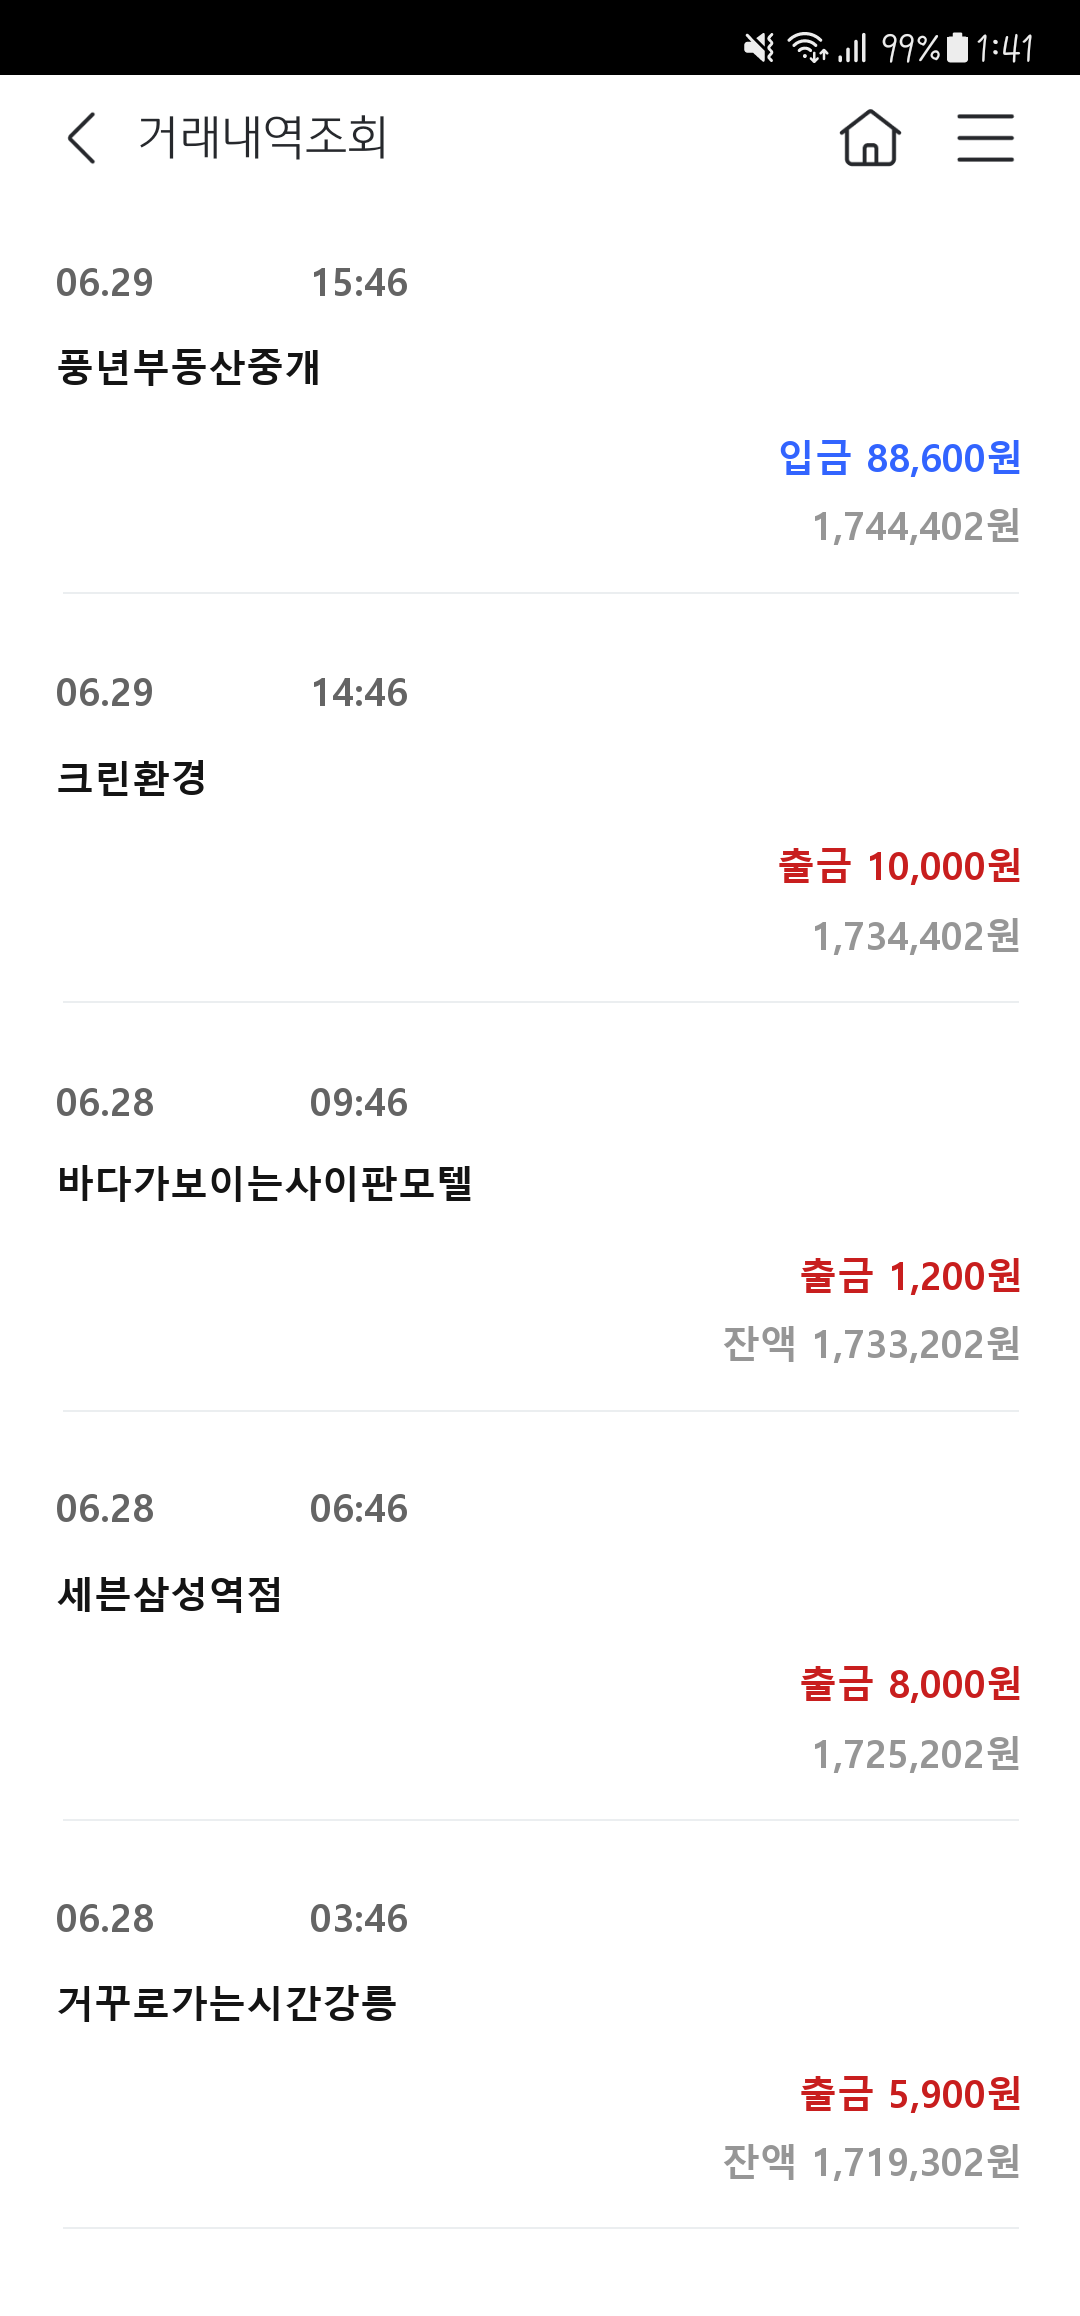 99% 1:41
거래내역조회
06.29 15:46
풍년부동산중개
입금 88,600원
1,744,402원
06.29 14:46
크린환경
출금 10,000원
1,734,402원
06.28 09:46
바다가보이는사이판모텔
출금 1,200원
잔액 1,733,202원
06.28 06:46
세븐삼성역점
출금 8,000원
1,725,202원
06.28 03:46
거꾸로가는시간강릉
출금 5,900원
잔액 1,719,302원